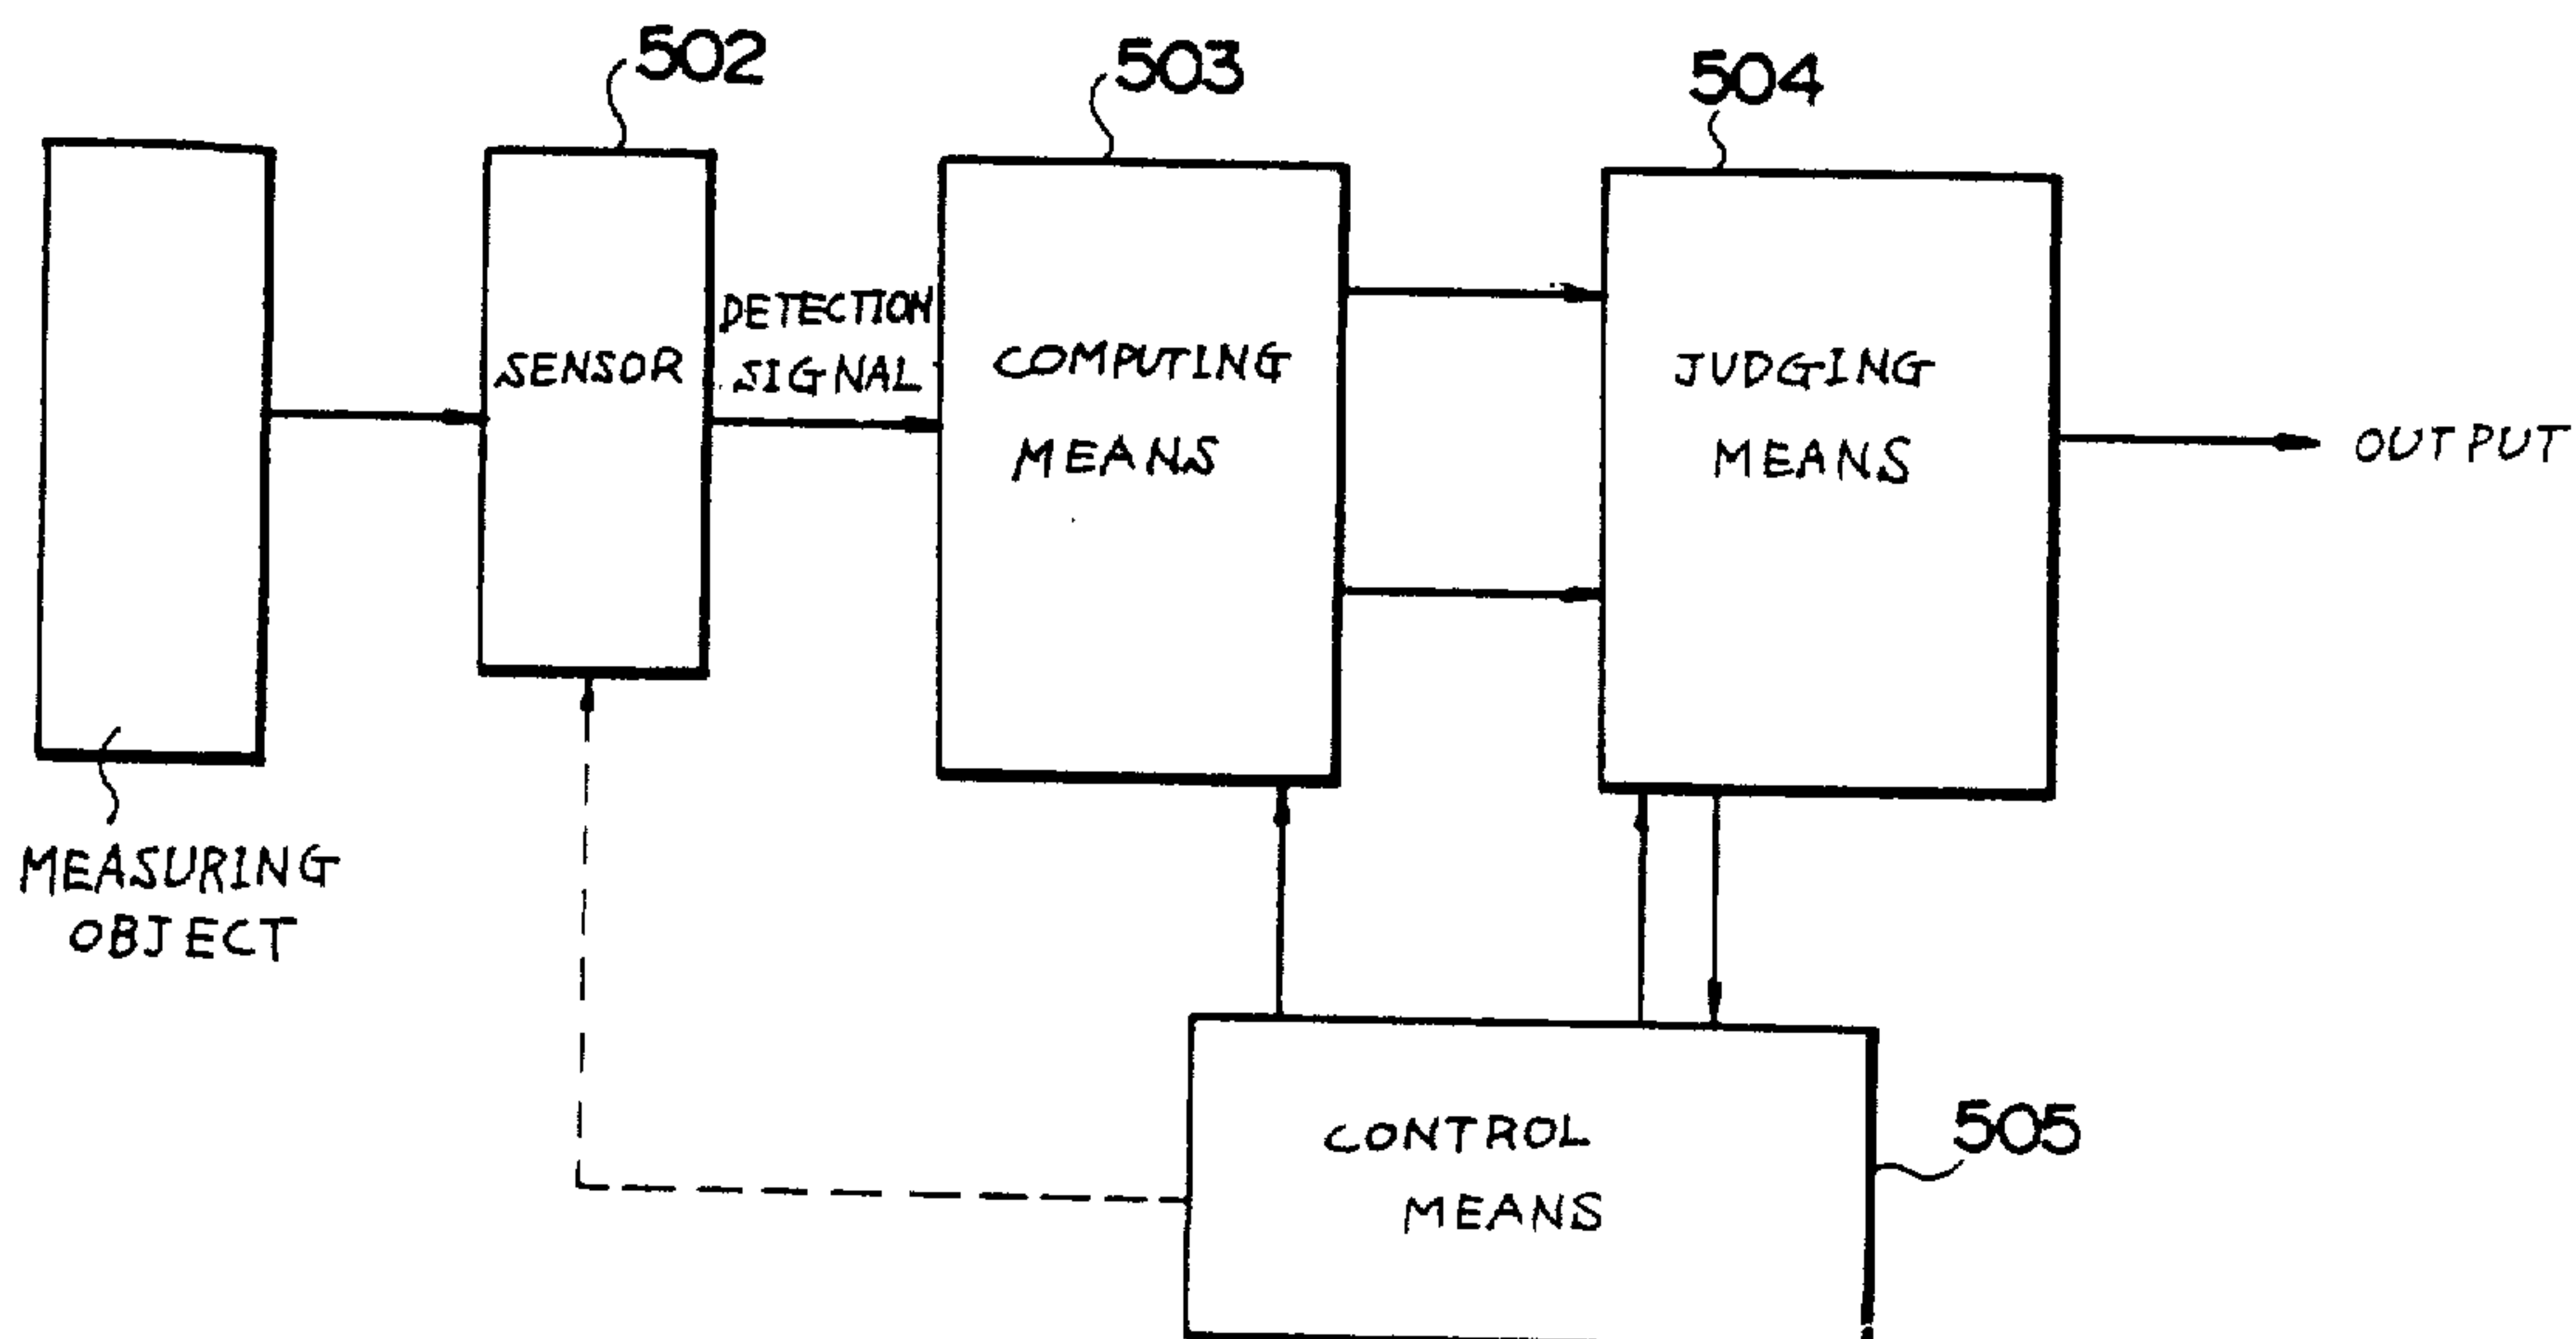 502
503
504
DETECTION
SIGNAL
SENSOR
COMPUTING
MEANS
JUDGING
MEANS
OUTPUT
MEASURING
OBJECT
CONTROL
MEANS
505